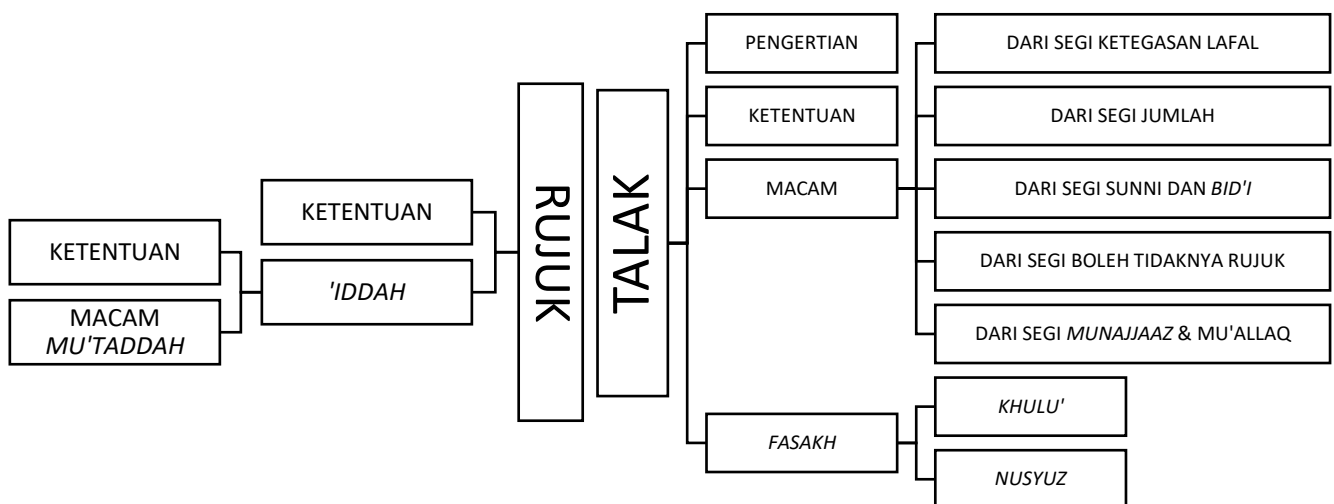 KETENTUAN
MACAM
MU'TADDAH
KETENTUAN
'IDDAH
RUJUK
TALAK
PENGERTIAN
KETENTUAN
MACAM
DARI SEGI KETEGASAN LAFAL
DARI SEGI JUMLAH
DARI SEGI SUNNI DAN BID'I
DARI SEGI BOLEH TIDAKNYA RUJUK
DARI SEGI MUNAJJAAZ & MU'ALLAQ
FASAKH
KHULU'
NUSYUZ